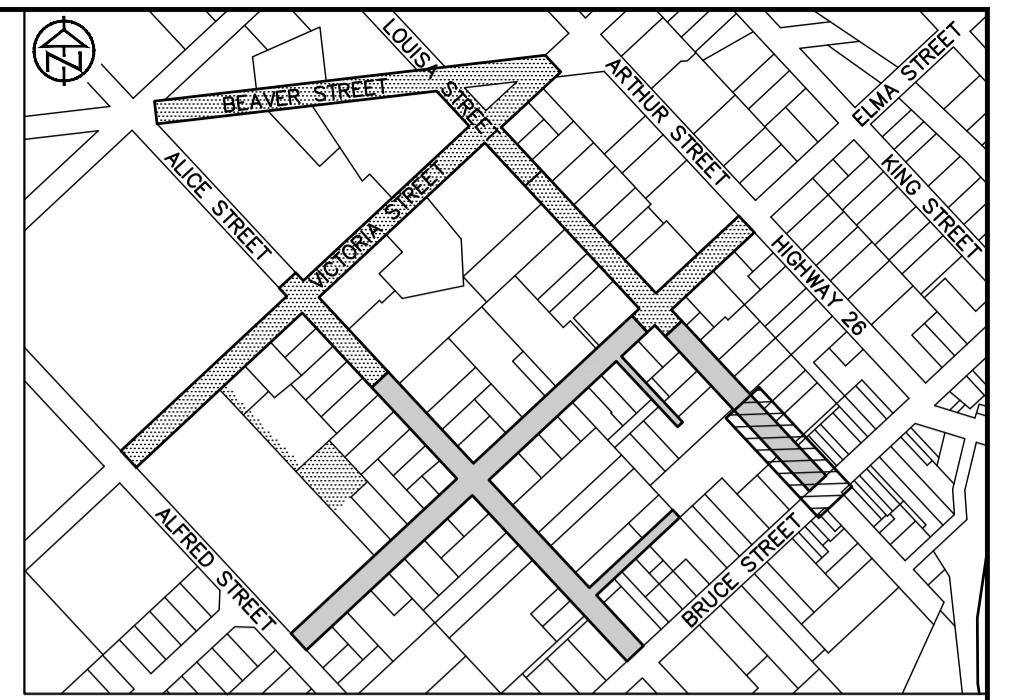 N
LOUISA STREET
BEAVER STREET
ARTHUR STREET
ELMA STREET
ALICE STREET
VICTORIA STREET
KING STREET
HIGHWAY 26
ALFRED STREET
BRUCE STREET